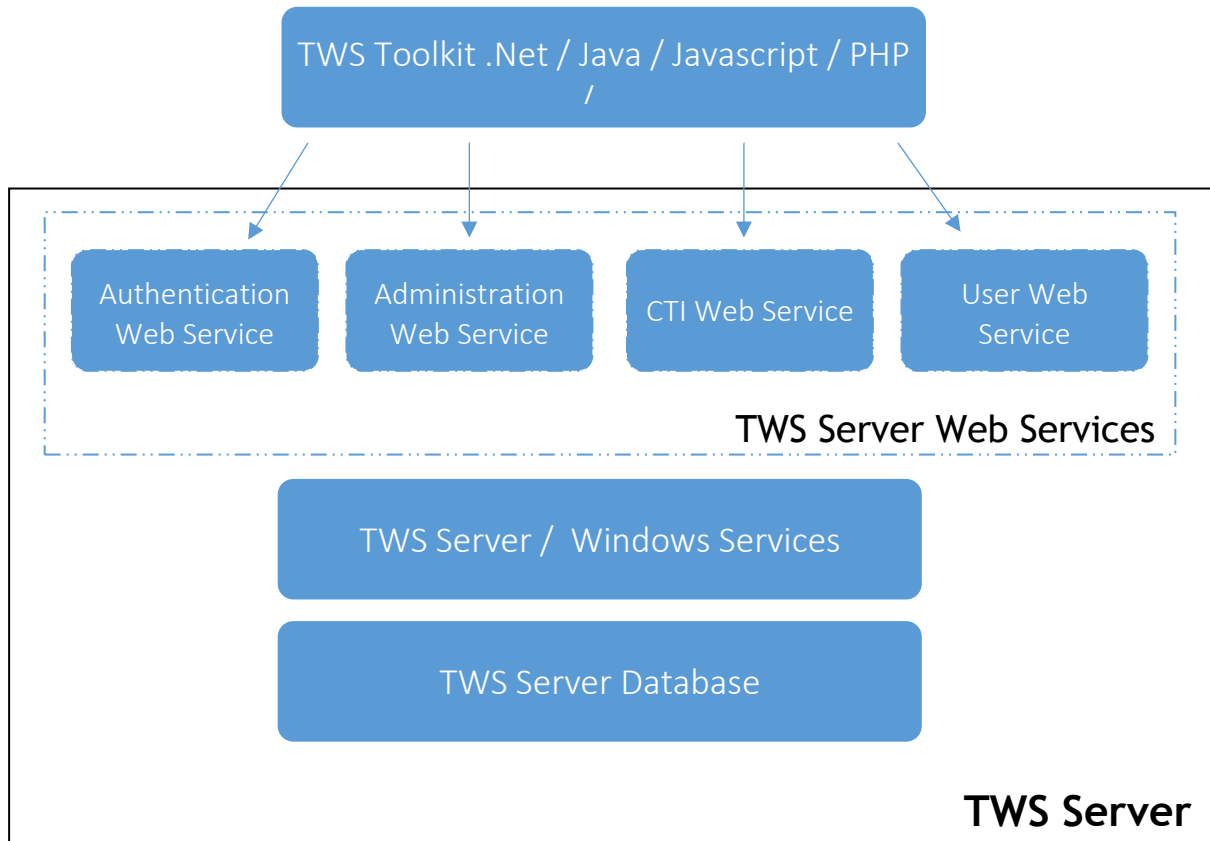 TWS Toolkit .Net / Java / Javascript / PHP
/
Authentication
Web Service
Administration
Web Service
CTI Web Service
User Web
Service
TWS Server Web Services
TWS Server /  Windows Services
TWS Server Database
TWS Server